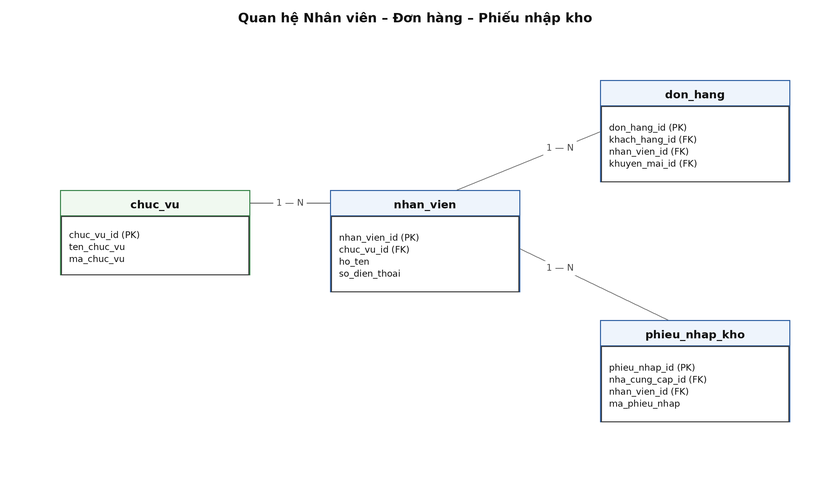 Quan hệ Nhân viên – Đơn hàng – Phiếu nhập kho
don_hang
don_hang_id (PK)
khach_hang_id (FK)
nhan_vien_id (FK)
khuyen_mai_id (FK)
1 — N
chuc_vu
chuc_vu_id (PK)
ten_chuc_vu
ma_chuc_vu
1 — N
nhan_vien
nhan_vien_id (PK)
chuc_vu_id (FK)
ho_ten
so_dien_thoai
1 — N
phieu_nhap_kho
phieu_nhap_id (PK)
nha_cung_cap_id (FK)
nhan_vien_id (FK)
ma_phieu_nhap